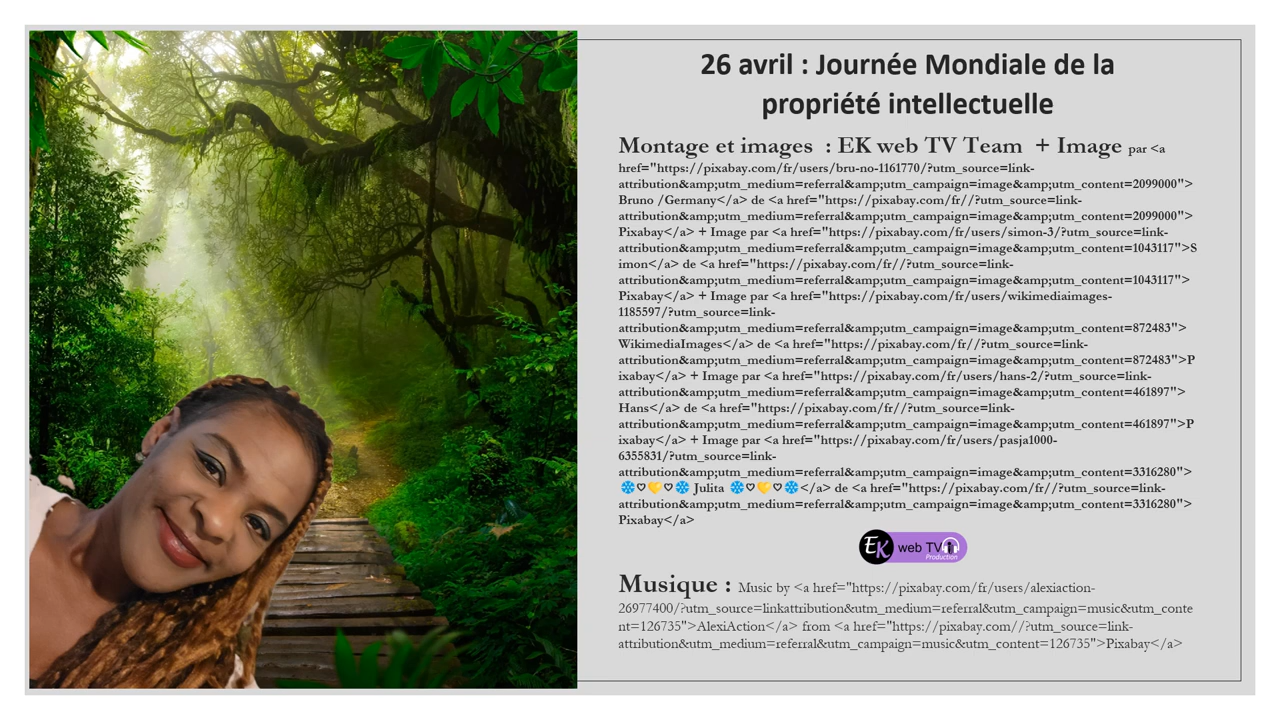 26 avril : Journée Mondiale de la
propriété intellectuelle
Montage et images  : EK web TV Team  + Image par <a
href="https://pixabay.com/fr/users/bru-no-1161770/?utm_source=link-
attribution&amp;utm_medium=referral&amp;utm_campaign=image&amp;utm_content=2099000">
Bruno /Germany</a> de <a href="https://pixabay.com/fr//?utm_source=link-
attribution&amp;utm_medium=referral&amp;utm_campaign=image&amp;utm_content=2099000">
Pixabay</a> + Image par <a href="https://pixabay.com/fr/users/simon-3/?utm_source=link-
attribution&amp;utm_medium=referral&amp;utm_campaign=image&amp;utm_content=1043117">S
imon</a> de <a href="https://pixabay.com/fr//?utm_source=link-
attribution&amp;utm_medium=referral&amp;utm_campaign=image&amp;utm_content=1043117">
Pixabay</a> + Image par <a href="https://pixabay.com/fr/users/wikimediaimages-
1185597/?utm_source=link-
attribution&amp;utm_medium=referral&amp;utm_campaign=image&amp;utm_content=872483">
WikimediaImages</a> de <a href="https://pixabay.com/fr//?utm_source=link-
attribution&amp;utm_medium=referral&amp;utm_campaign=image&amp;utm_content=872483">P
ixabay</a> + Image par <a href="https://pixabay.com/fr/users/hans-2/?utm_source=link-
attribution&amp;utm_medium=referral&amp;utm_campaign=image&amp;utm_content=461897">
Hans</a> de <a href="https://pixabay.com/fr//?utm_source=link-
attribution&amp;utm_medium=referral&amp;utm_campaign=image&amp;utm_content=461897">P
ixabay</a> + Image par <a href="https://pixabay.com/fr/users/pasja1000-
6355831/?utm_source=link-
attribution&amp;utm_medium=referral&amp;utm_campaign=image&amp;utm_content=3316280">
❄♡💛♡❄ Julita ❄♡💛♡❄</a> de <a href="https://pixabay.com/fr//?utm_source=link-
attribution&amp;utm_medium=referral&amp;utm_campaign=image&amp;utm_content=3316280">
Pixabay</a>
EK web TV
Production
Musique : Music by <a href="https://pixabay.com/fr/users/alexiaction-
26977400/?utm_source=linkattribution&utm_medium=referral&utm_campaign=music&utm_conte
nt=126735">AlexiAction</a> from <a href="https://pixabay.com//?utm_source=link-
attribution&utm_medium=referral&utm_campaign=music&utm_content=126735">Pixabay</a>